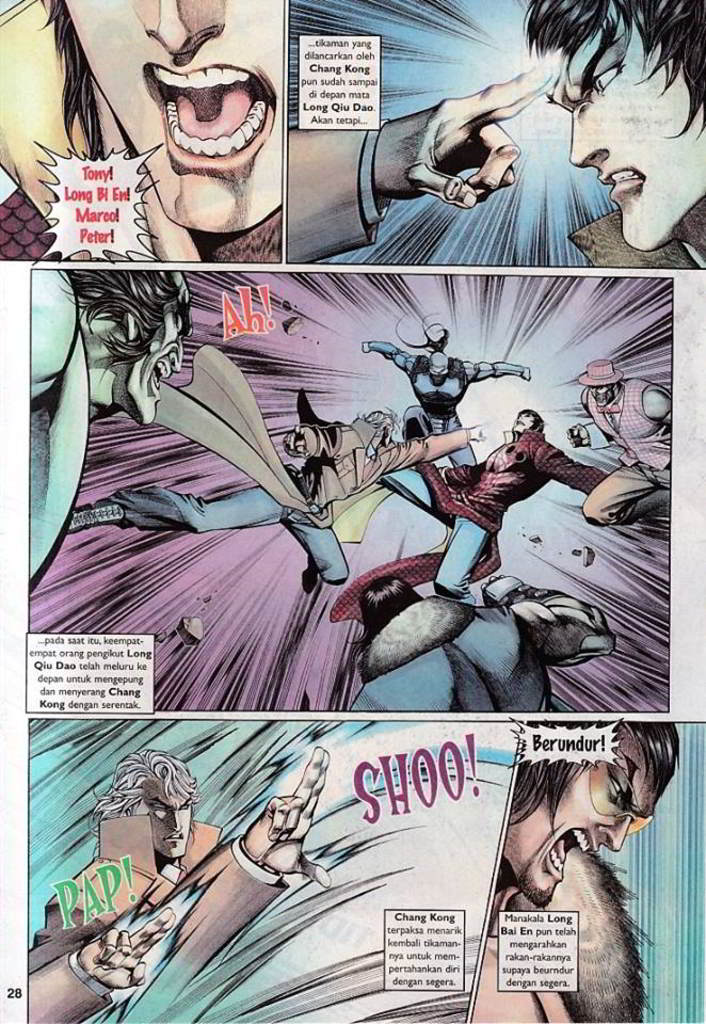 Tony!
Long Bi En!
Marco!
Peter!
...tikaman yang
dilancarkan oleh
Chang Kong
pun sudah sampai
di depan mata
Long Qiu Dao.
Akan tetapi...
Ah!
...pada saat itu, keempat-
empat orang pengikut Long
Qiu Dao telah meluru ke
depan untuk mengepung
dan menyerang Chang
Kong dengan serentak.
PAP!
SHOO!
Chang Kong
terpaksa menarik
kembali tikaman-
nya untuk mem-
pertahankan diri
dengan segera.
Berundur!
Manakala Long
Bai En pun telah
mengarahkan
rakan-rakannya
supaya beurndur
dengan segera.
28